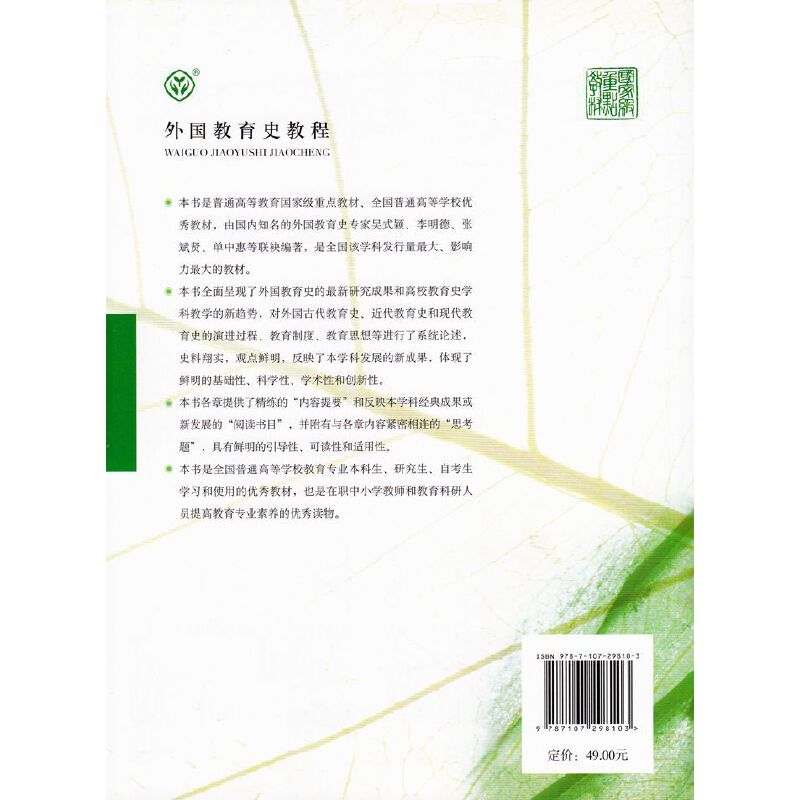 ®
国家级
重點
教材
外国教育史教程
WAIGUO JIAOYUSHI JIAOCHENG
本书是普通高等教育国家级重点教材、全国普通高等学校优
秀教材，由国内知名的外国教育史专家吴式颖、李明德、张
斌贤、单中惠等联袂编著，是全国该学科发行量最大、影响
力最大的教材。
本书全面呈现了外国教育史的最新研究成果和高校教育史学
科教学的新趋势，对外国古代教育史、近代教育史和现代教
育史的演进过程、教育制度、教育思想等进行了系统论述，
史料翔实，观点鲜明，反映了本学科发展的新成果，体现了
鲜明的基础性、科学性、学术性和创新性。
本书各章提供了精练的“内容提要”和反映本学科经典成果或
新发展的“阅读书目”，并附有与各章内容紧密相连的“思考
题”，具有鲜明的引导性、可读性和适用性。
本书是全国普通高等学校教育专业本科生、研究生、自考生
学习和使用的优秀教材，也是在职中小学教师和教育科研人
员提高教育专业素养的优秀读物。
ISBN 978-7-107-29810-3
9 787107 298103 >
定价：49.00元